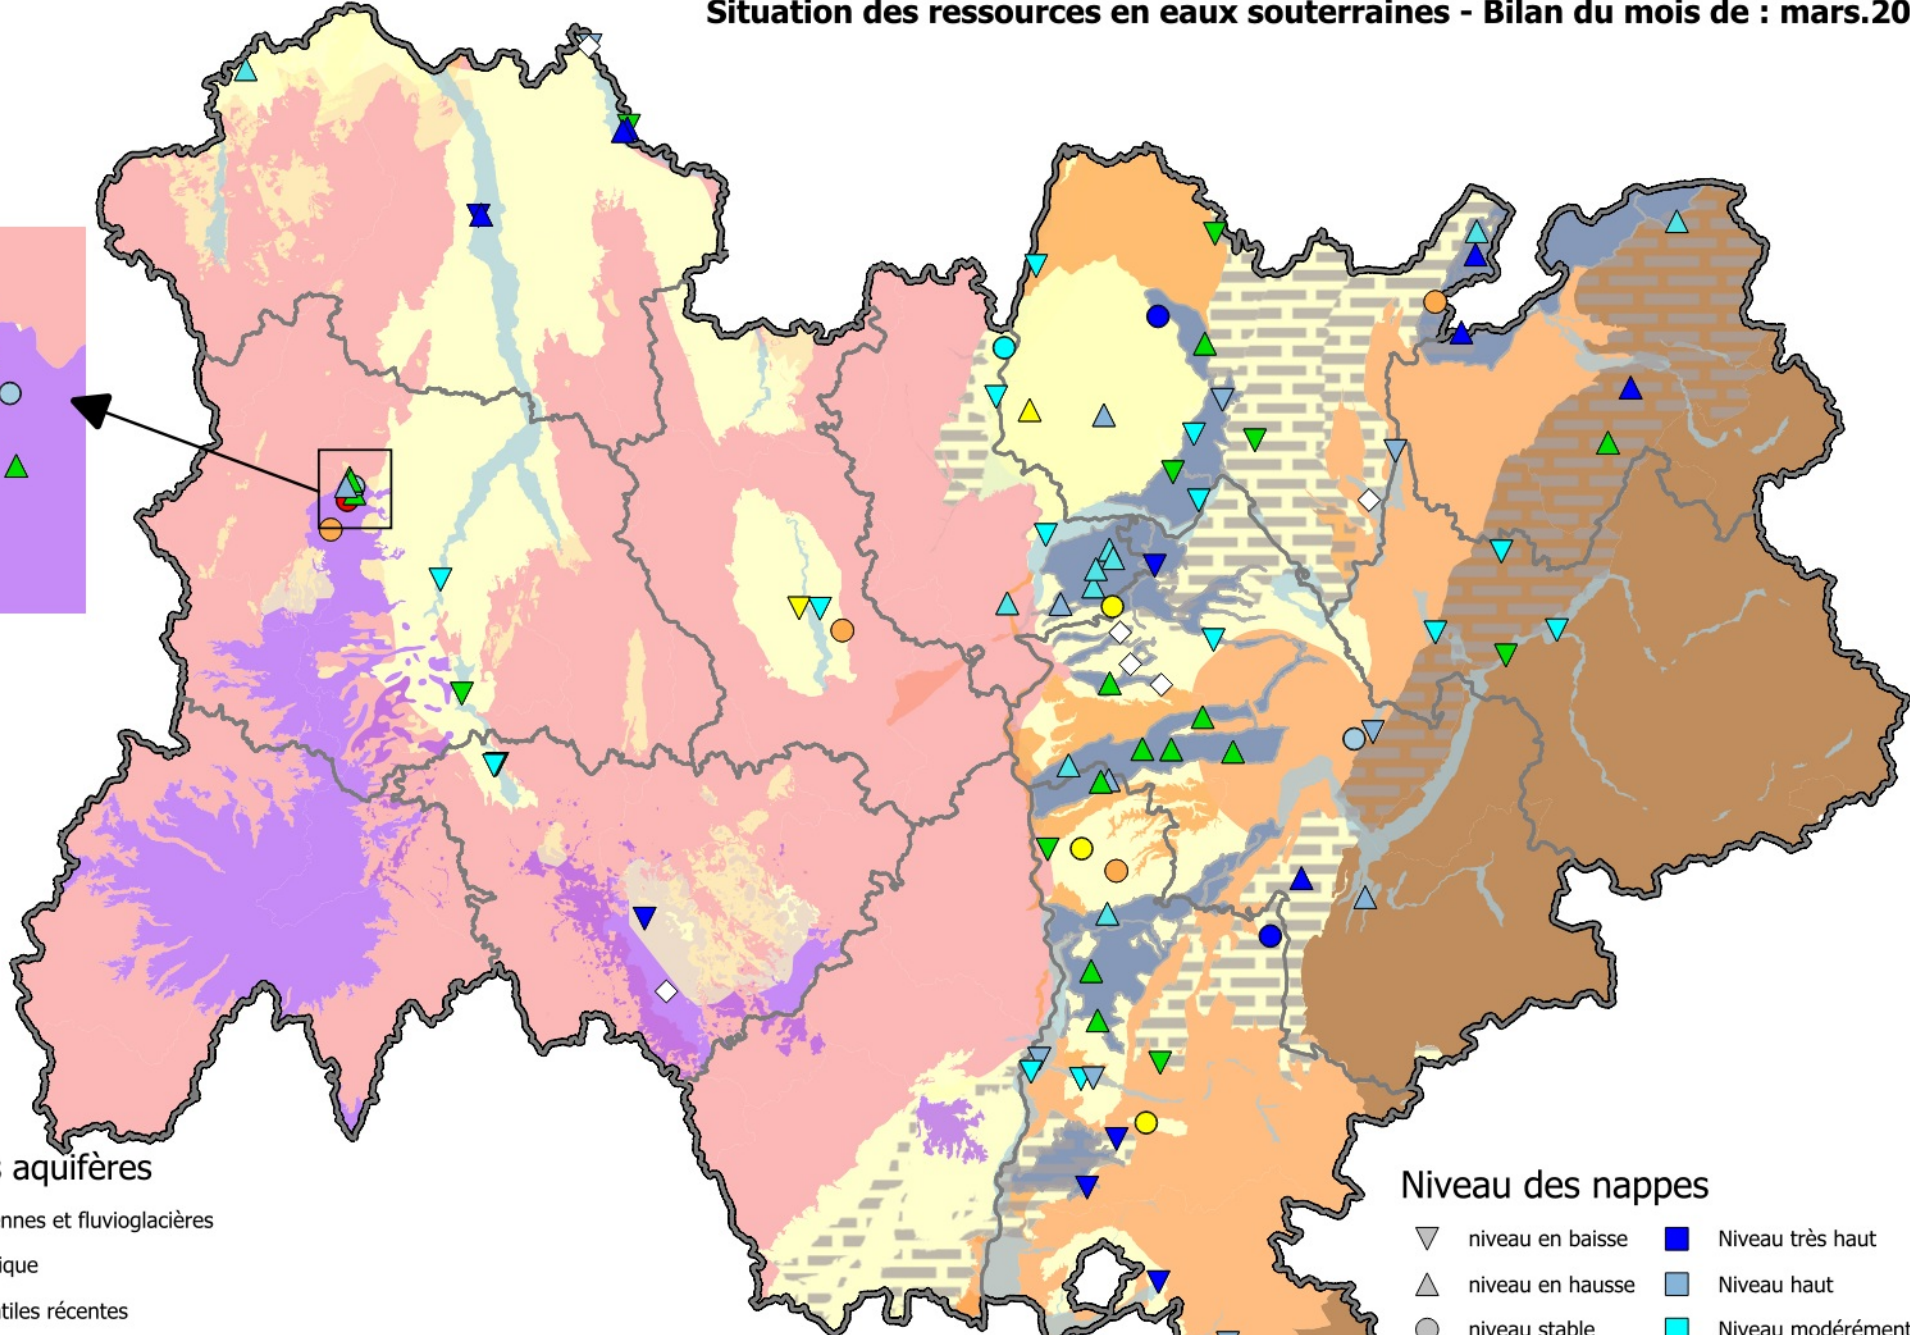 Situation des ressources en eaux souterraines - Bilan du mois de : mars.20
aquifères
nnes et fluvioglacières
ique
tiles récentes
Niveau des nappes
niveau en baisse
Niveau très haut
niveau en hausse
Niveau haut
niveau stable
Niveau modérément